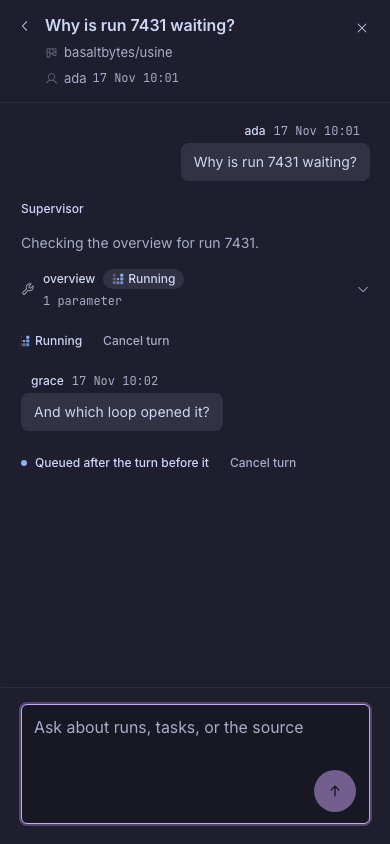 Why is run 7431 waiting?
basaltbytes/usine
ada 17 Nov 10:01
ada 17 Nov 10:01
Why is run 7431 waiting?
Supervisor
Checking the overview for run 7431.
overview Running
1 parameter
Running Cancel turn
grace 17 Nov 10:02
And which loop opened it?
Queued after the turn before it Cancel turn
Ask about runs, tasks, or the source